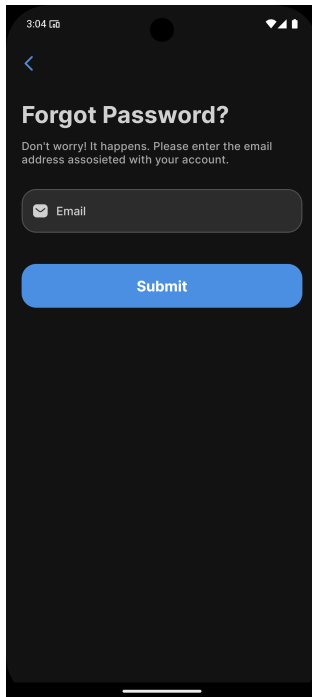 3:04
Forgot Password?
Don't worry! It happens. Please enter the email
address assosieted with your account.
Email
Submit